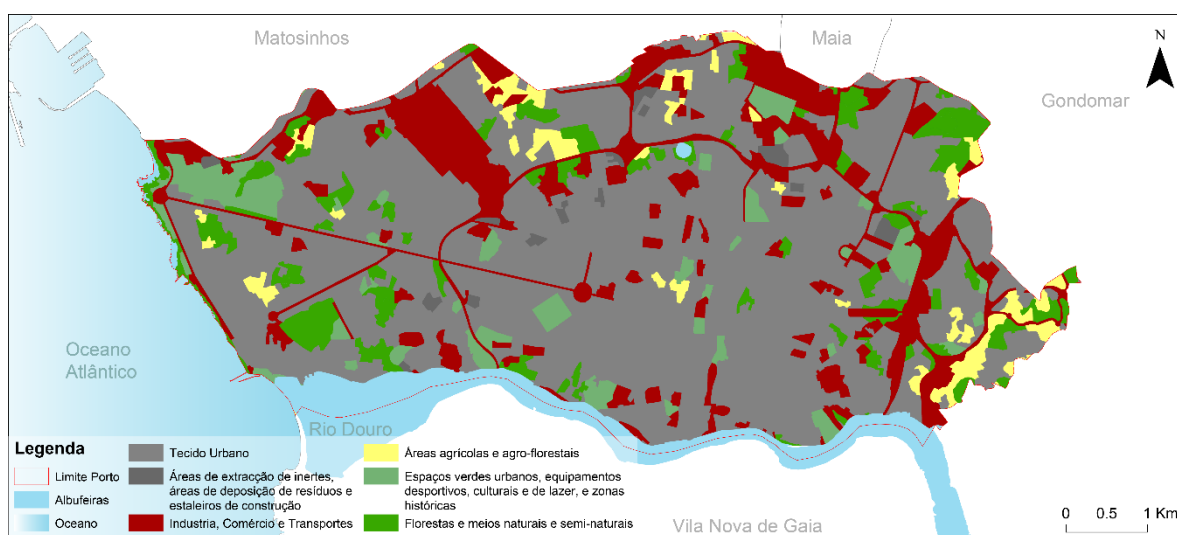 Matosinhos
Maia
N
Gondomar
Oceano
Atlântico
Rio Douro
Legenda
Limite Porto
Albufeiras
Oceano
Tecido Urbano
Áreas de extracção de inertes,
áreas de deposição de resíduos e
estaleiros de construção
Industria, Comércio e Transportes
Áreas agrícolas e agro-florestais
Espaços verdes urbanos, equipamentos
desportivos, culturais e de lazer, e zonas
históricas
Florestas e meios naturais e semi-naturais
Vila Nova de Gaia
0 0.5 1 Km